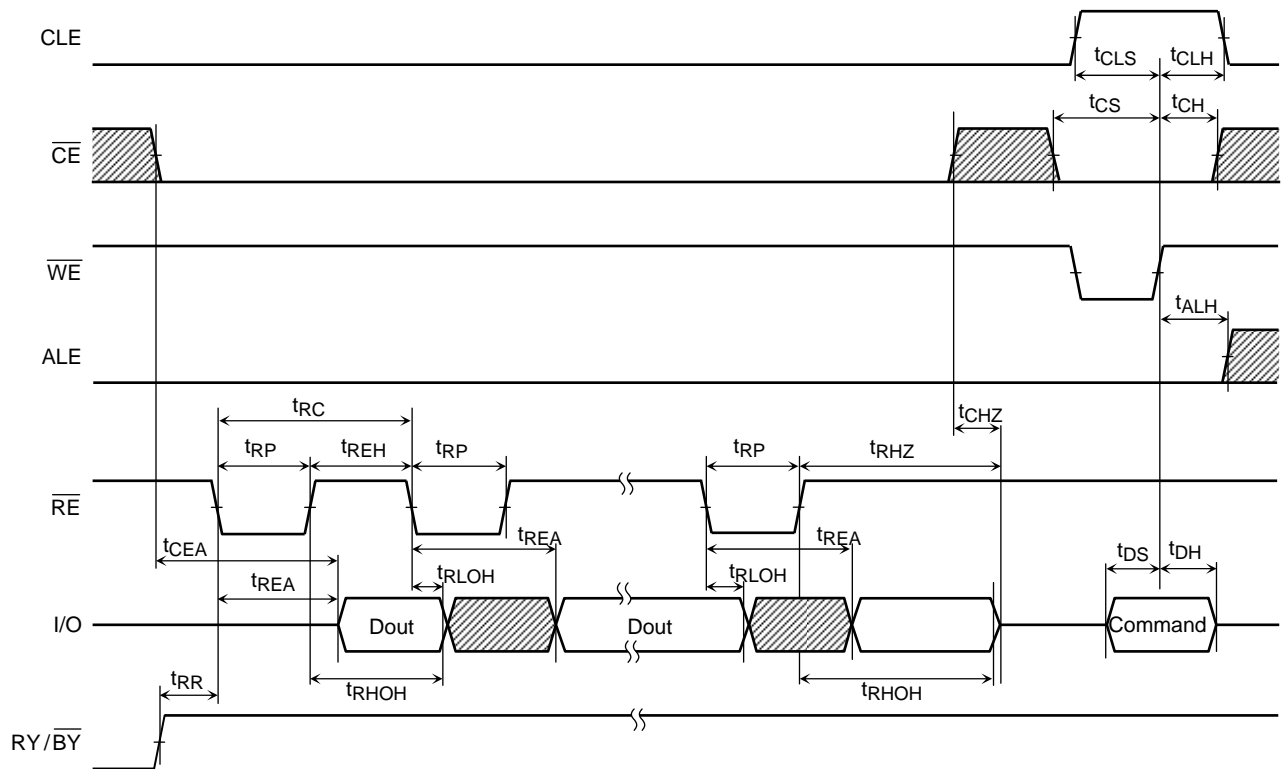 CLE
tCLS tCLH
tCS tCH
CE
WE
tALH
ALE
tRC
tCHZ
tRP tREH tRP tRP tRHZ
RE
tCEA tREA tREA
tDS tDH
tREA tRLOH tRLOH
I/O Dout Dout Command
tRR tRHOH tRHOH
RY/BY